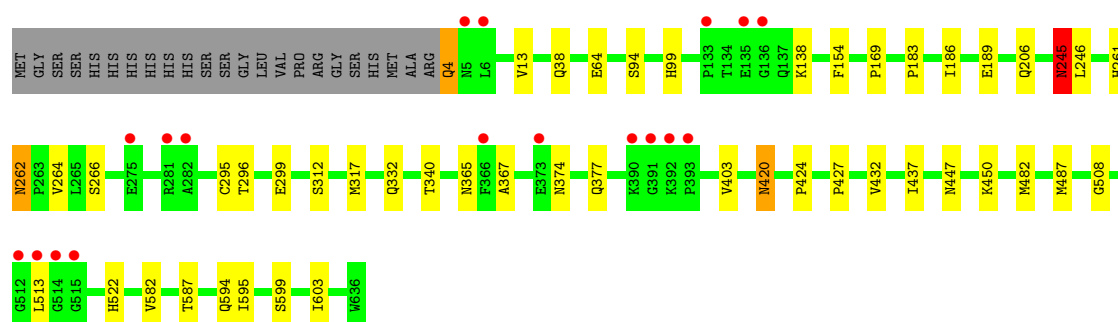 MET GLY SER SER HIS HIS HIS HIS HIS HIS SER SER GLY LEU VAL PRO ARG GLY SER HIS MET ALA ARG Q4 N5 L6 V13 Q38 E64 S94 H99 P133 T134 E135 G136 Q137 K138 F154 P169 P183 I186 E189 Q206 N245 L246 H261
N262 P263 V264 L265 S266 E275 R281 A282 C295 T296 E299 S312 M317 Q332 T340 N365 F366 A367 E373 N374 Q377 K390 G391 K392 P393 V403 N420 P424 P427 V432 I437 N447 K450 M482 M487 G508
G512 L513 G514 G515 H522 V582 T587 Q594 I595 S599 I603 W636